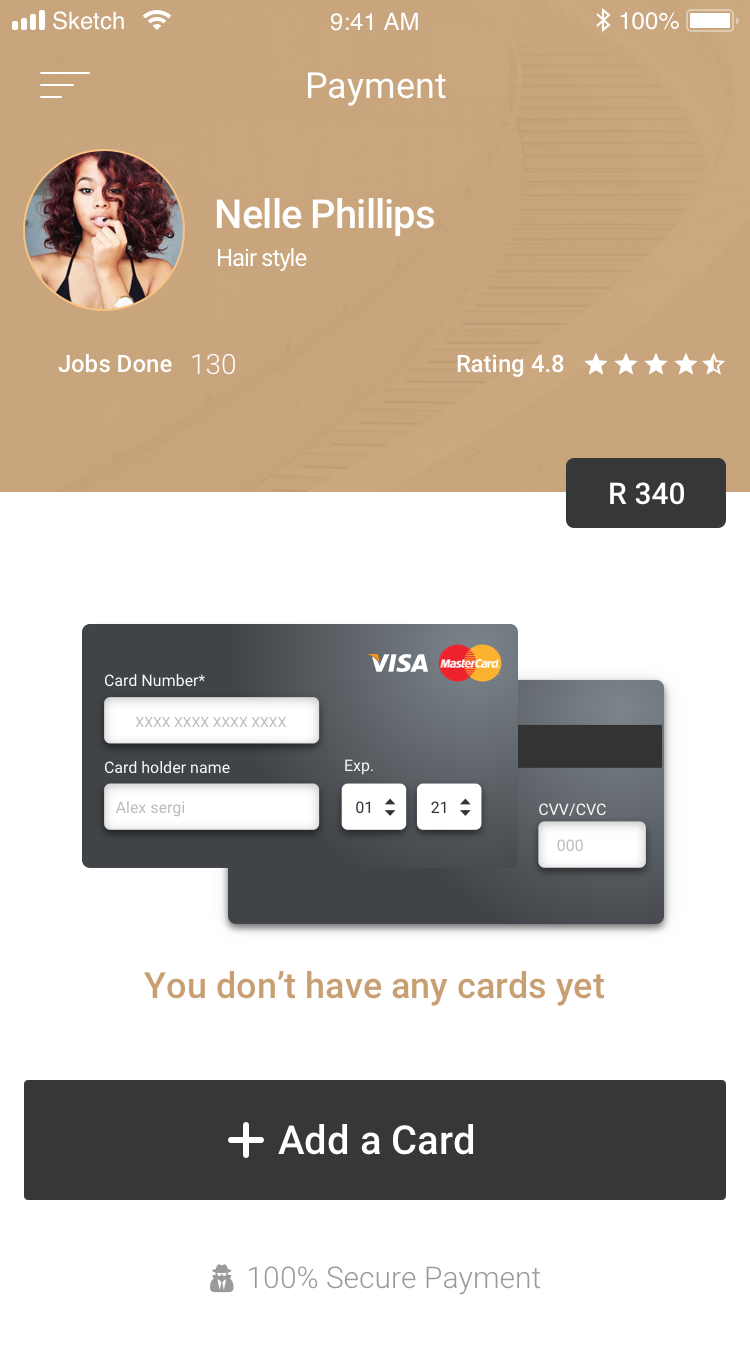 Sketch 9:41 AM 100%
Payment
Nelle Phillips
Hair style
Jobs Done 130 Rating 4.8
R 340
VISA MasterCard
Card Number*
XXXX XXXX XXXX XXXX
Card holder name Exp.
Alex sergi 01 21
CVV/CVC
000
You don’t have any cards yet
Add a Card
100% Secure Payment